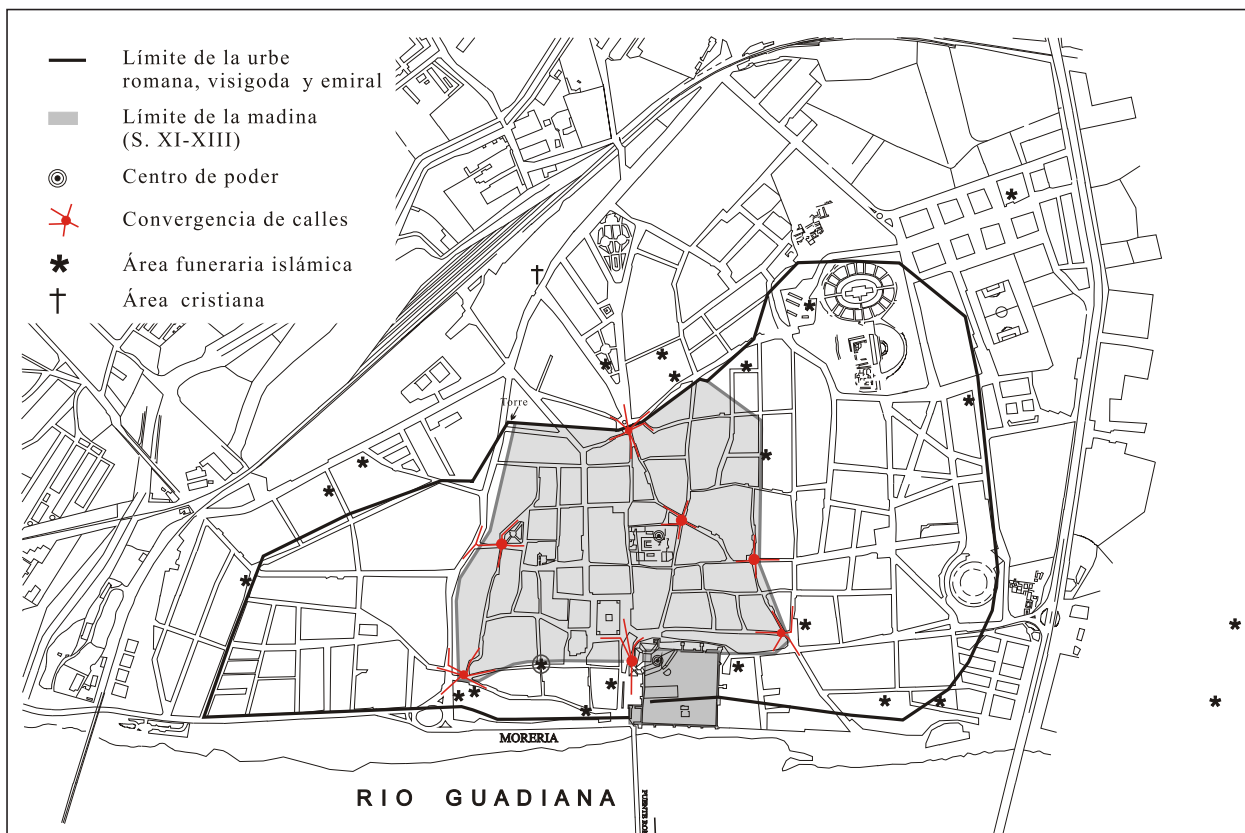 Límite de la urbe
romana, visigoda y emiral
Límite de la madina
(S. XI-XIII)
Centro de poder
Convergencia de calles
Área funeraria islámica
Área cristiana
Torre
MORERIA
RIO GUADIANA